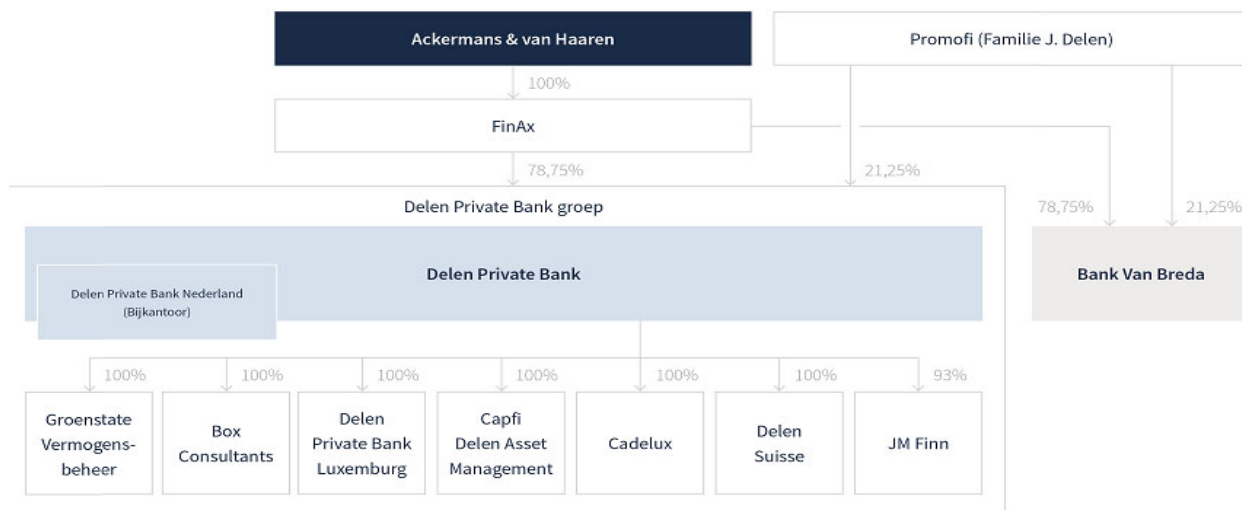 Ackermans & van Haaren
Promofi (Familie J. Delen)
100%
FinAx
78,75%
21,25%
Delen Private Bank groep
78,75%
21,25%
Delen Private Bank
Bank Van Breda
Delen Private Bank Nederland
(Bijkantoor)
100%
100%
100%
100%
100%
100%
93%
Groenstate
Vermogens-
beheer
Box
Consultants
Delen
Private Bank
Luxemburg
Capfi
Delen Asset
Management
Cadelux
Delen
Suisse
JM Finn